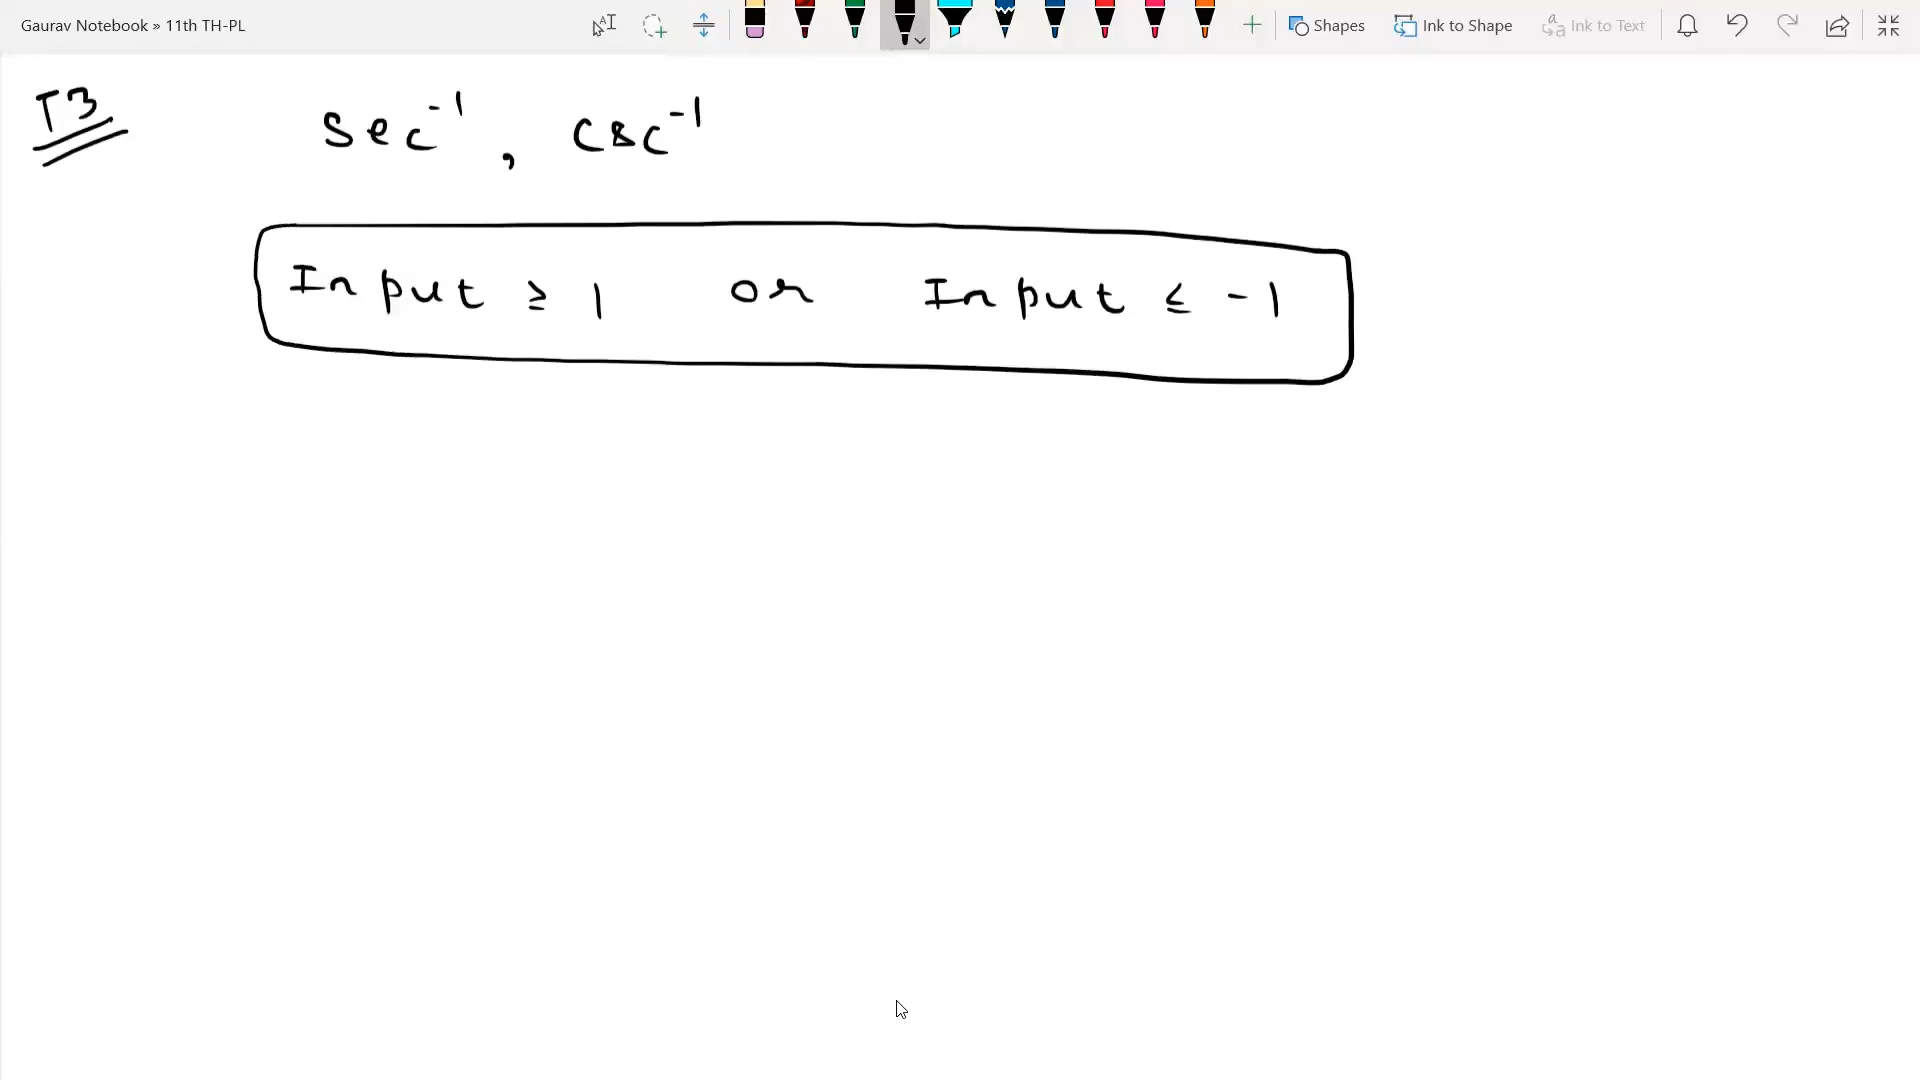 Gaurav Notebook » 11th TH-PL
Shapes
Ink to Shape
Ink to Text
T3
Sec⁻¹ , csc⁻¹
Input ≥ 1 or Input ≤ -1